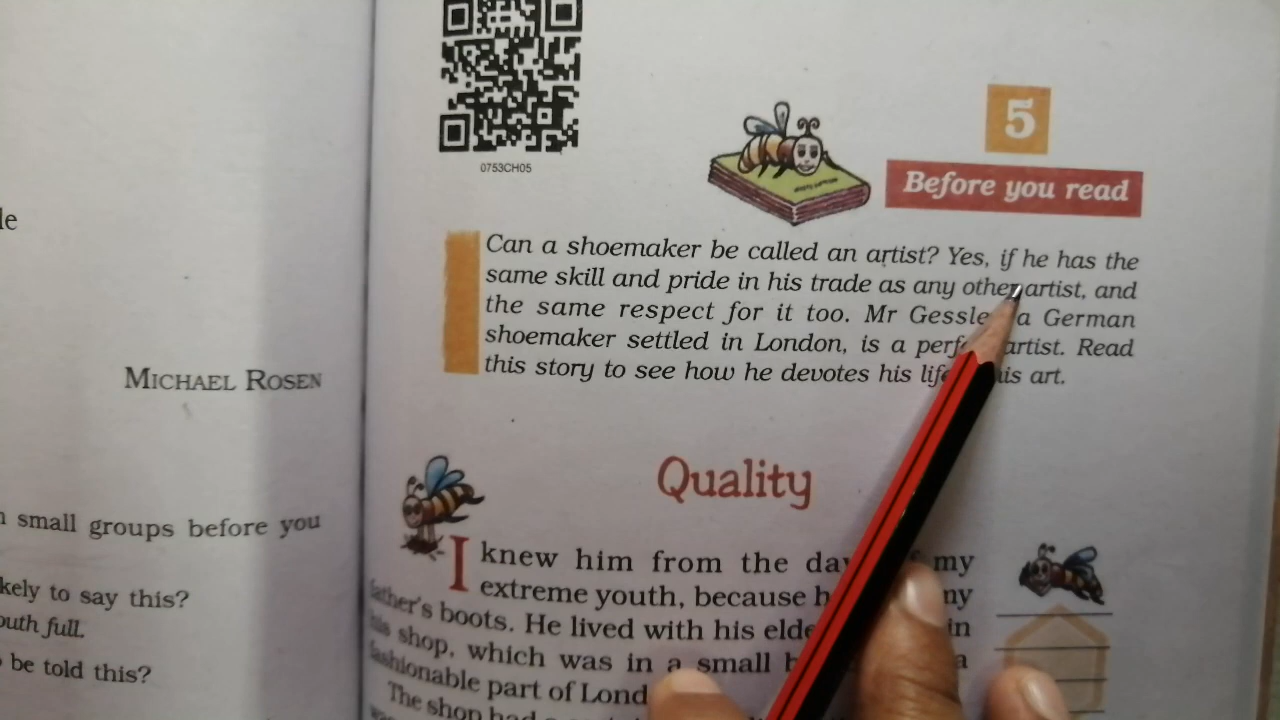 le
MICHAEL ROSEN
small groups before you
kely to say this?
outh full.
be told this?
0753CH05
5
Before you read
Can a shoemaker be called an artist? Yes, if he has the
same skill and pride in his trade as any other artist, and
the same respect for it too. Mr Gessle a German
shoemaker settled in London, is a perfe artist. Read
this story to see how he devotes his life is art.
Quality
I knew him from the day my
extreme youth, because h my
father's boots. He lived with his elde in
his shop, which was in a small b a
fashionable part of Lond
The shop had a